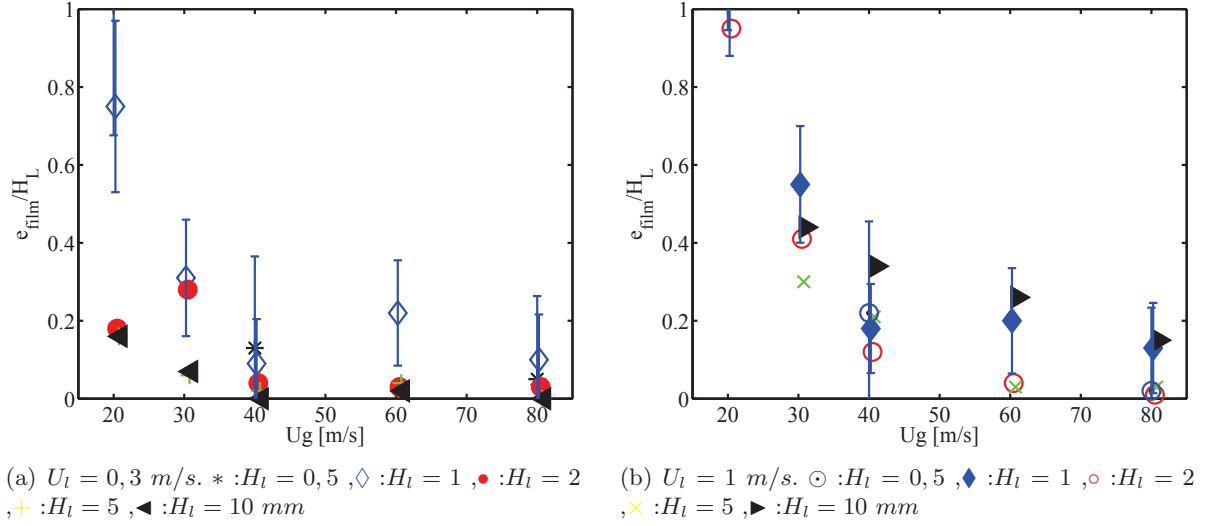 1
0.8
0.6
0.4
0.2
0
e_film/H_L
20 30 40 50 60 70 80
Ug [m/s]
1
0.8
0.6
0.4
0.2
0
e_film/H_L
20 30 40 50 60 70 80
Ug [m/s]
(a) U_l = 0,3 m/s. * :H_l = 0,5 ,◇ :H_l = 1 ,● :H_l = 2
,+ :H_l = 5 ,◄ :H_l = 10 mm
(b) U_l = 1 m/s. ⊙ :H_l = 0,5 ,◆ :H_l = 1 ,○ :H_l = 2
,× :H_l = 5 ,► :H_l = 10 mm